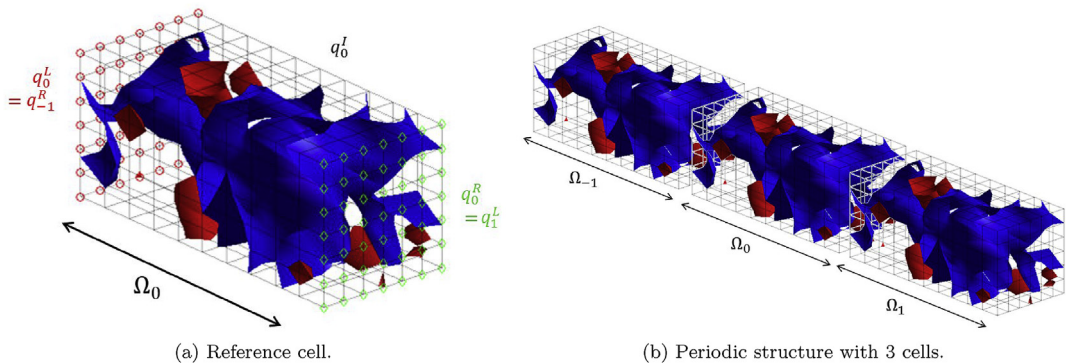 q_0^I
q_0^L
= q_{-1}^R
q_0^R
= q_1^L
Ω_0
(a) Reference cell.
Ω_{-1}
Ω_0
Ω_1
(b) Periodic structure with 3 cells.